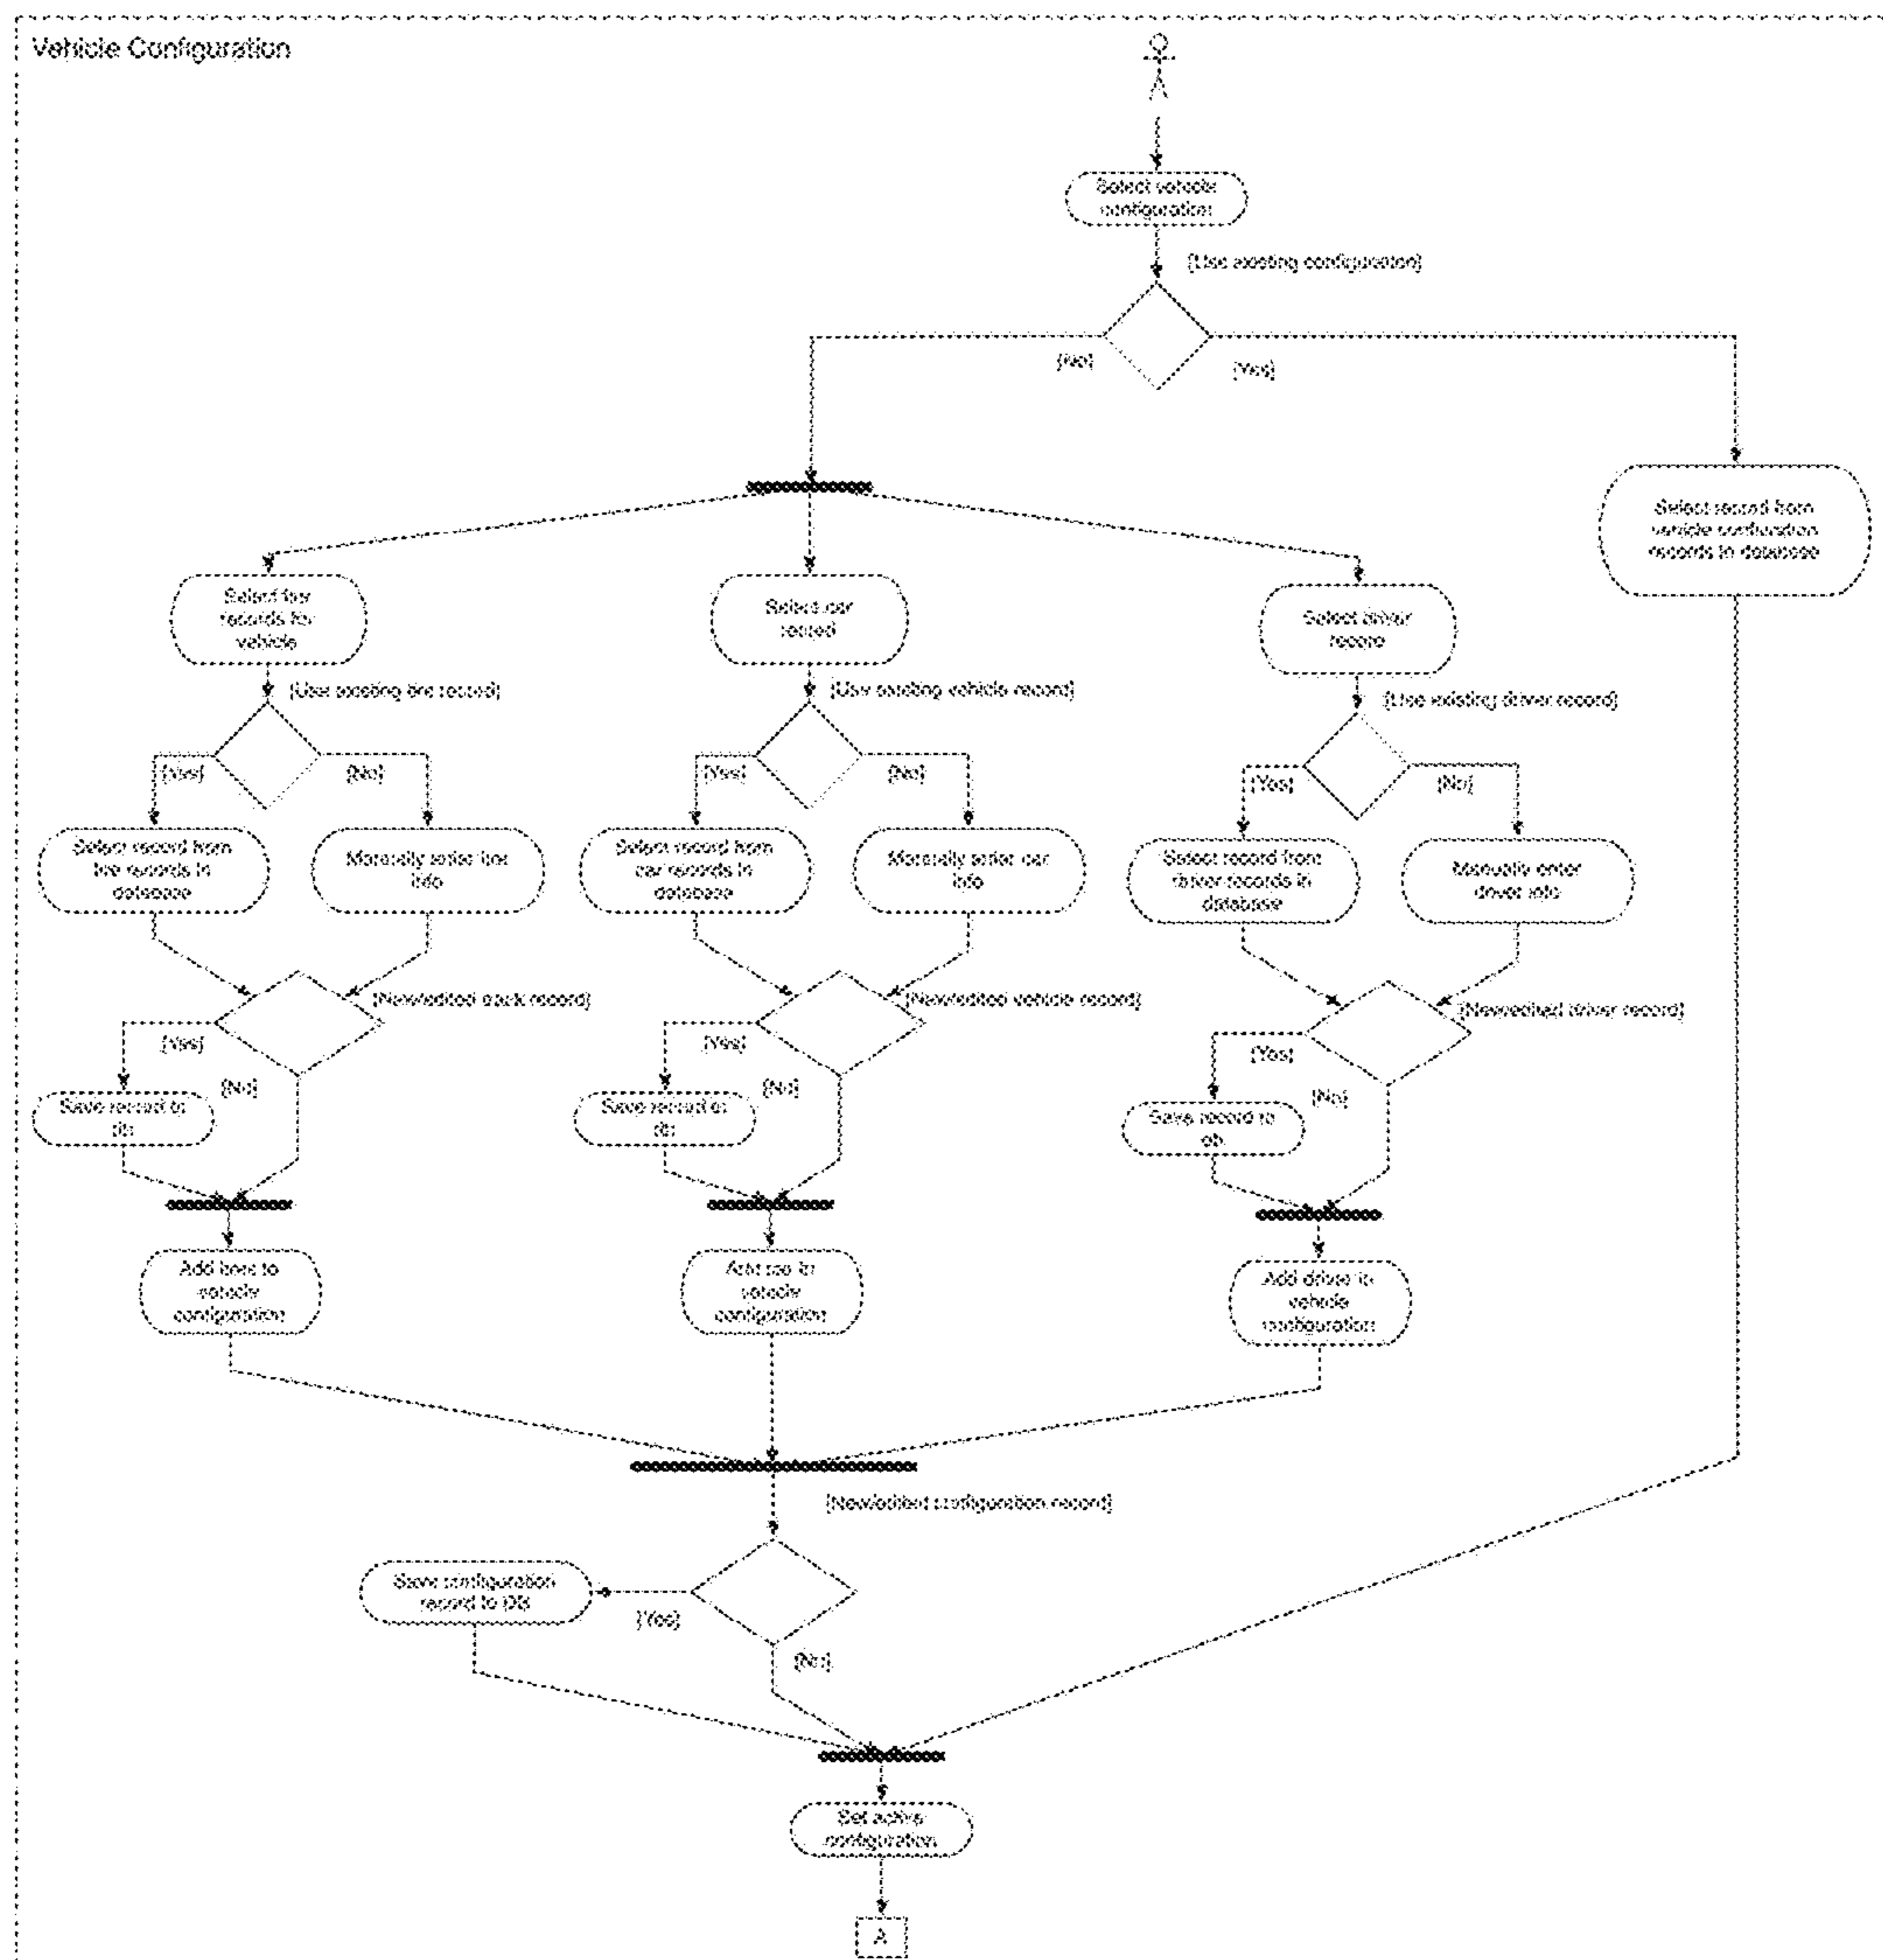 Vehicle Configuration
Select vehicle
configurations
[Use existing configuration]
[No]
[Yes]
Select record from
vehicle
records in database
Select
records for
vehicle
Select car
record
Select driver
record
[Use existing tire record]
[Use existing vehicle record]
[Use existing driver record]
[Yes]
[No]
[Yes]
[No]
[Yes]
[No]
Select record from
tire records in
database
Manually enter tire
info
Select record from
car records in
database
Manually enter car
info
Select record from
driver records in
database
Manually enter
driver info
[New/edited track record]
[New/edited vehicle record]
[New/edited driver record]
[Yes]
[No]
[Yes]
[No]
[Yes]
[No]
Save record to
db
Save record to
db
Save record to
db
Add tires to
vehicle
configuration
Add car to
vehicle
configuration
Add driver to
vehicle
configuration
[New/edited configuration record]
Save configuration
record to DB
[Yes]
[No]
Set active
configuration
A